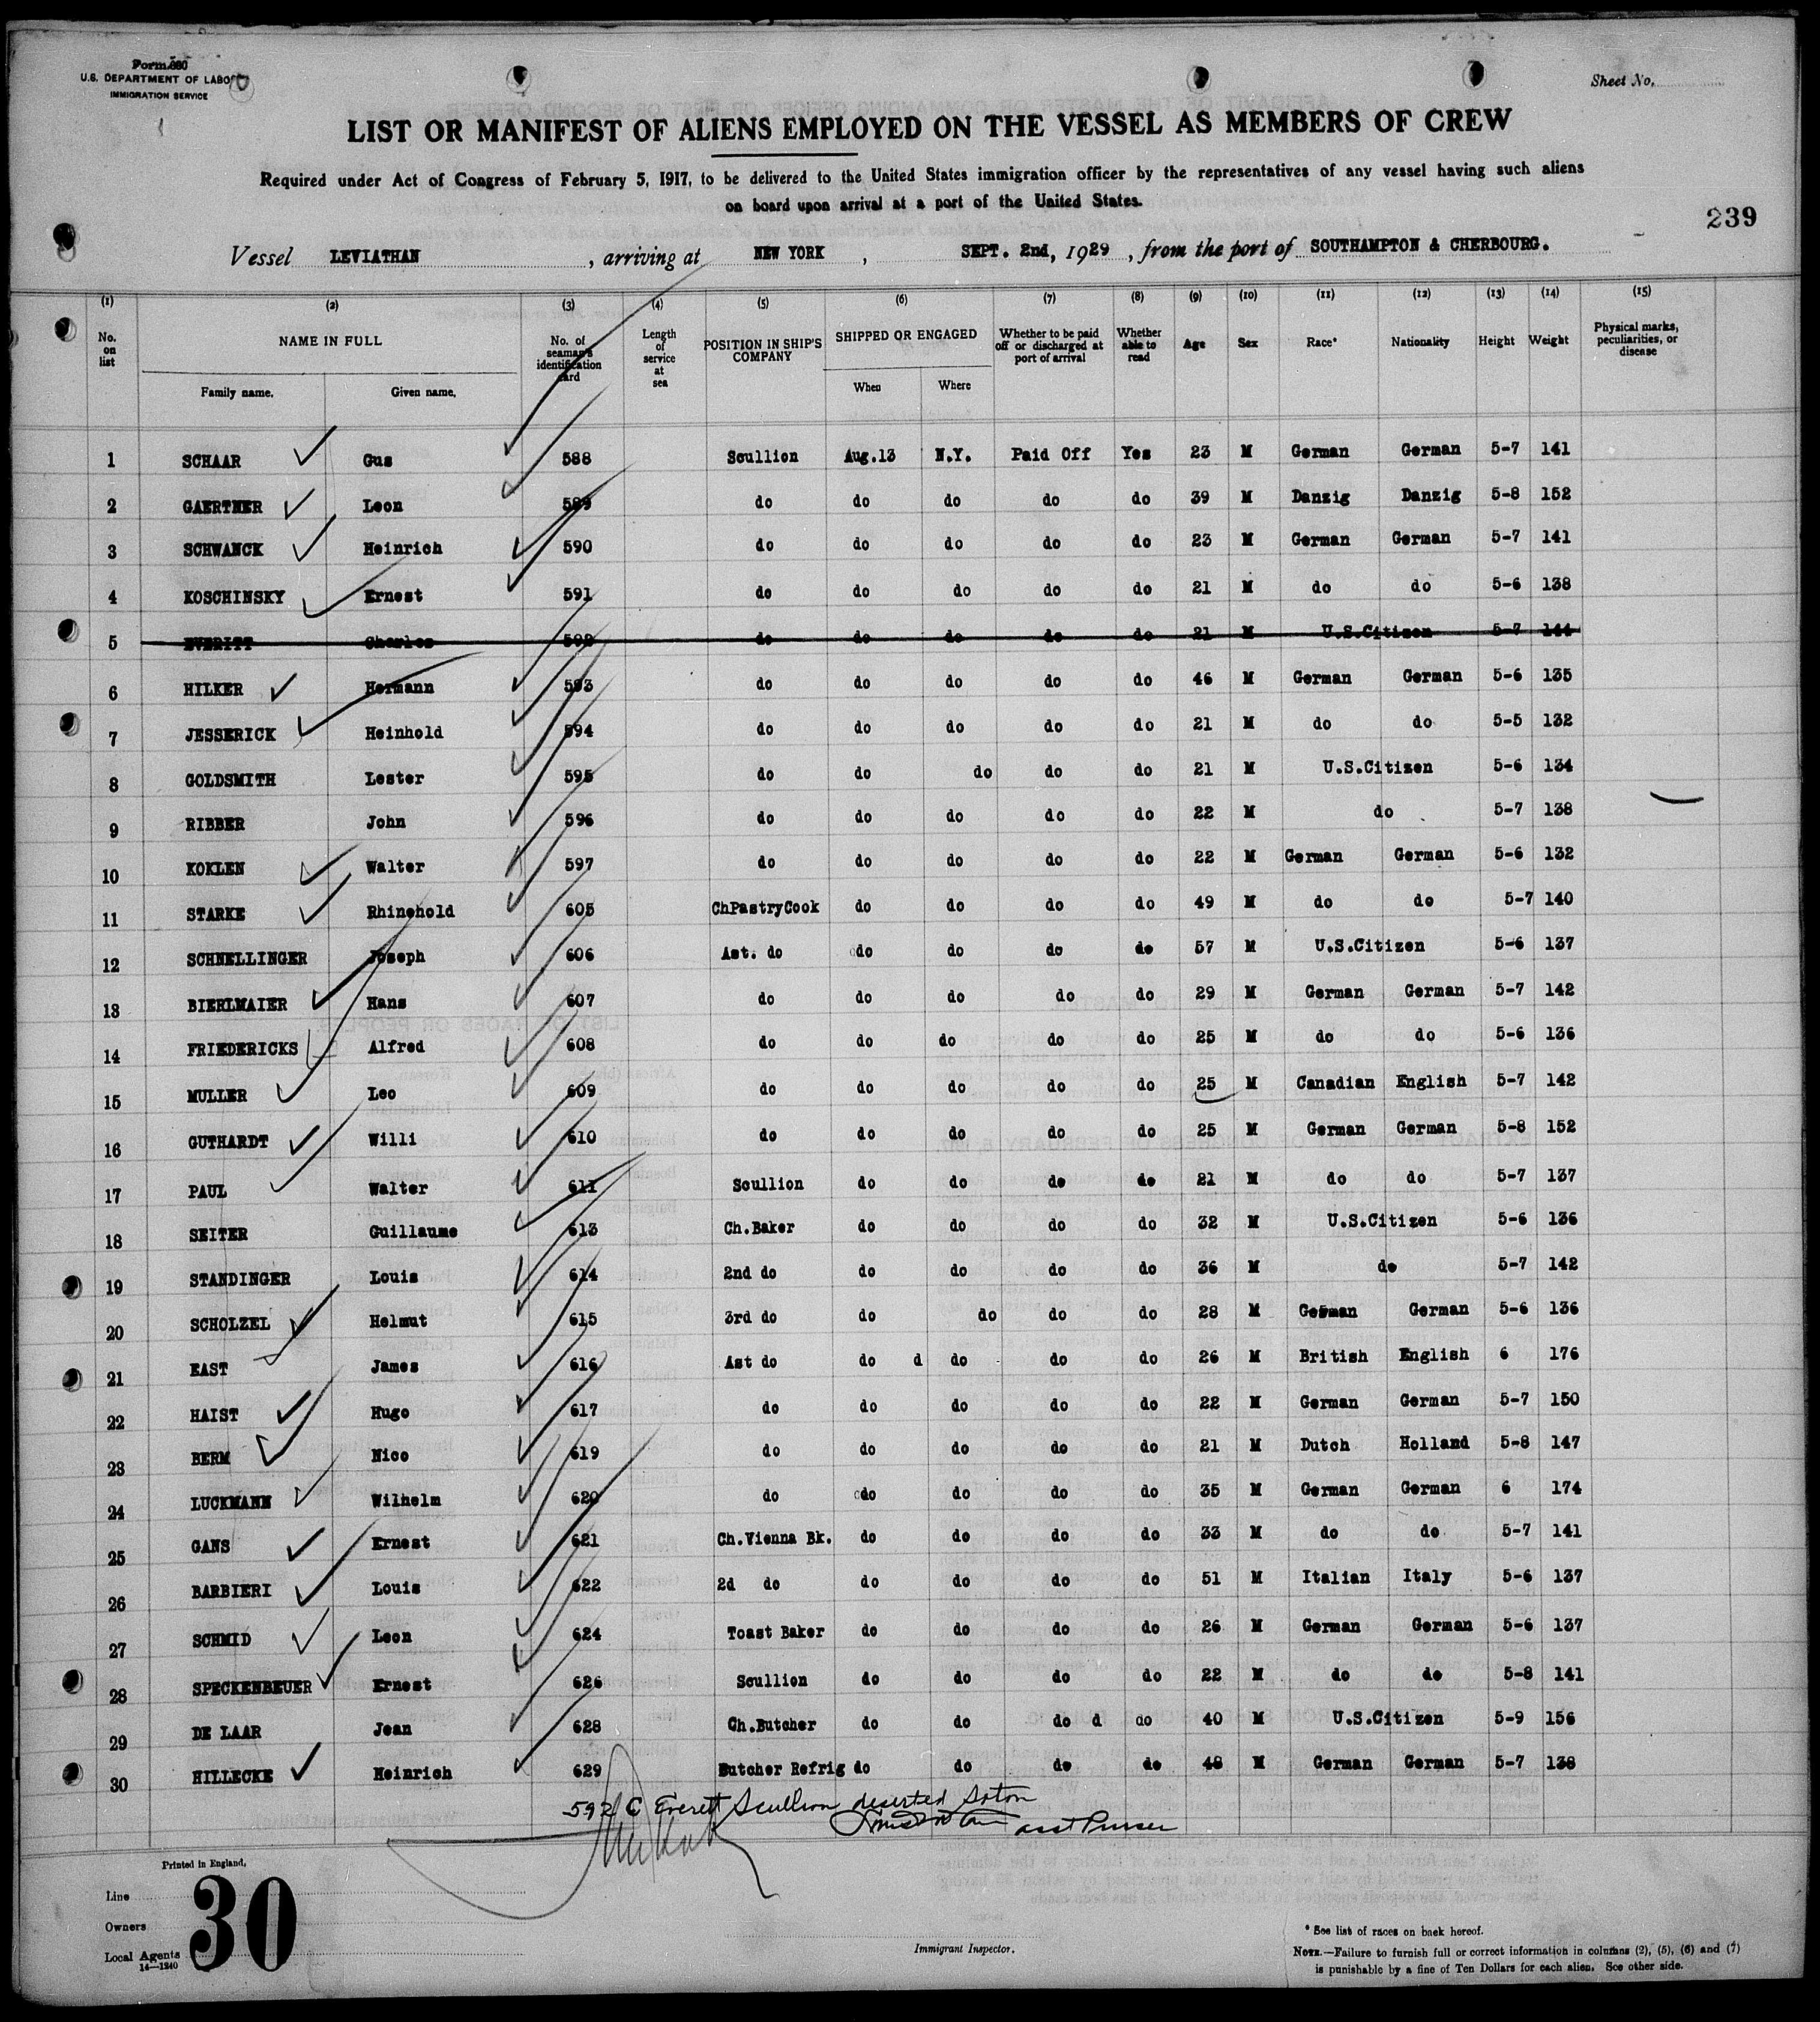 Form 680
U.S. DEPARTMENT OF LABOR
IMMIGRATION SERVICE
Sheet No.
LIST OR MANIFEST OF ALIENS EMPLOYED ON THE VESSEL AS MEMBERS OF CREW
Required under Act of Congress of February 5, 1917, to be delivered to the United States immigration officer by the representatives of any vessel having such aliens
on board upon arrival at a port of the United States.
239
Vessel LEVIATHAN, arriving at NEW YORK, SEPT. 2nd, 1929, from the port of SOUTHAMPTON & CHERBOURG.
(1) (2) (3) (4) (5) (6) (7) (8) (9) (10) (11) (12) (13) (14) (15)
No. on list NAME IN FULL Family name. Given name. No. of seaman's identification card Length of service at sea POSITION IN SHIP'S COMPANY SHIPPED OR ENGAGED When Where Whether to be paid off or discharged at port of arrival Whether able to read Age Sex Race* Nationality Height Weight Physical marks, peculiarities, or disease
1 SCHAAR Gus 588 Scullion Aug.13 N.Y. Paid Off Yes 23 M German German 5-7 141
2 GAERTNER Leon 589 do do do do do 39 M Danzig Danzig 5-8 152
3 SCHWANCK Heinrich 590 do do do do do 23 M German German 5-7 141
4 KOSCHINSKY Ernest 591 do do do do do 21 M do do 5-6 138
5 EVERITT Charles 592 do do do do do 21 M U.S.Citizen 5-7 144
6 HILKER Hermann 593 do do do do do 46 M German German 5-6 135
7 JESSERICK Heinhold 594 do do do do do 21 M do do 5-5 132
8 GOLDSMITH Lester 595 do do do do do 21 M U.S.Citizen 5-6 134
9 RIBBER John 596 do do do do do 22 M do 5-7 138
10 KOKLEN Walter 597 do do do do do 22 M German German 5-6 132
11 STARKE Rhinehold 605 ChPastryCook do do do do 49 M do do 5-7 140
12 SCHNELLINGER Joseph 606 Ast. do do do do do 57 M U.S.Citizen 5-6 137
13 BIERLMAIER Hans 607 do do do do do 29 M German German 5-7 142
14 FRIEDERICKS Alfred 608 do do do do do 25 M do do 5-6 136
15 MULLER Leo 609 do do do do do 25 M Canadian English 5-7 142
16 GUTHARDT Willi 610 do do do do do 25 M German German 5-8 152
17 PAUL Walter 611 Scullion do do do do 21 M do do 5-7 137
18 SEITER Guillaume 613 Ch.Baker do do do do 32 M U.S.Citizen 5-6 136
19 STANDINGER Louis 614 2nd do do do do do 36 M do 5-7 142
20 SCHOLZEL Helmut 615 3rd do do do do do 28 M German German 5-6 136
21 EAST James 616 Ast do do d do do do 26 M British English 6 176
22 HAIST Hugo 617 do do do do do 22 M German German 5-7 150
23 BERM Nico 619 do do do do do 21 M Dutch Holland 5-8 147
24 LUCKMANN Wilhelm 620 do do do do do 35 M German German 6 174
25 GANS Ernest 621 Ch.Vienna Bk. do do do do 33 M do do 5-7 141
26 BARBIERI Louis 622 2d do do do do do 51 M Italian Italy 5-6 137
27 SCHMID Leon 624 Toast Baker do do do do 26 M German German 5-6 137
28 SPECKENBEUER Ernest 626 Scullion do do do do 22 M do do 5-8 141
29 DE LAAR Jean 628 Ch.Butcher do do do d do 40 M U.S.Citizen 5-9 156
30 HILLECKE Heinrich 629 Butcher Refrig do do do do 48 M German German 5-7 138
592 C Everett Scullion deserted Soton
asst Purser
Printed in England.
Line
Owners
Local Agents
14—1240
30
Immigrant Inspector.
* See list of races on back hereof.
NOTE.—Failure to furnish full or correct information in columns (2), (5), (6) and (7)
is punishable by a fine of Ten Dollars for each alien. See other side.